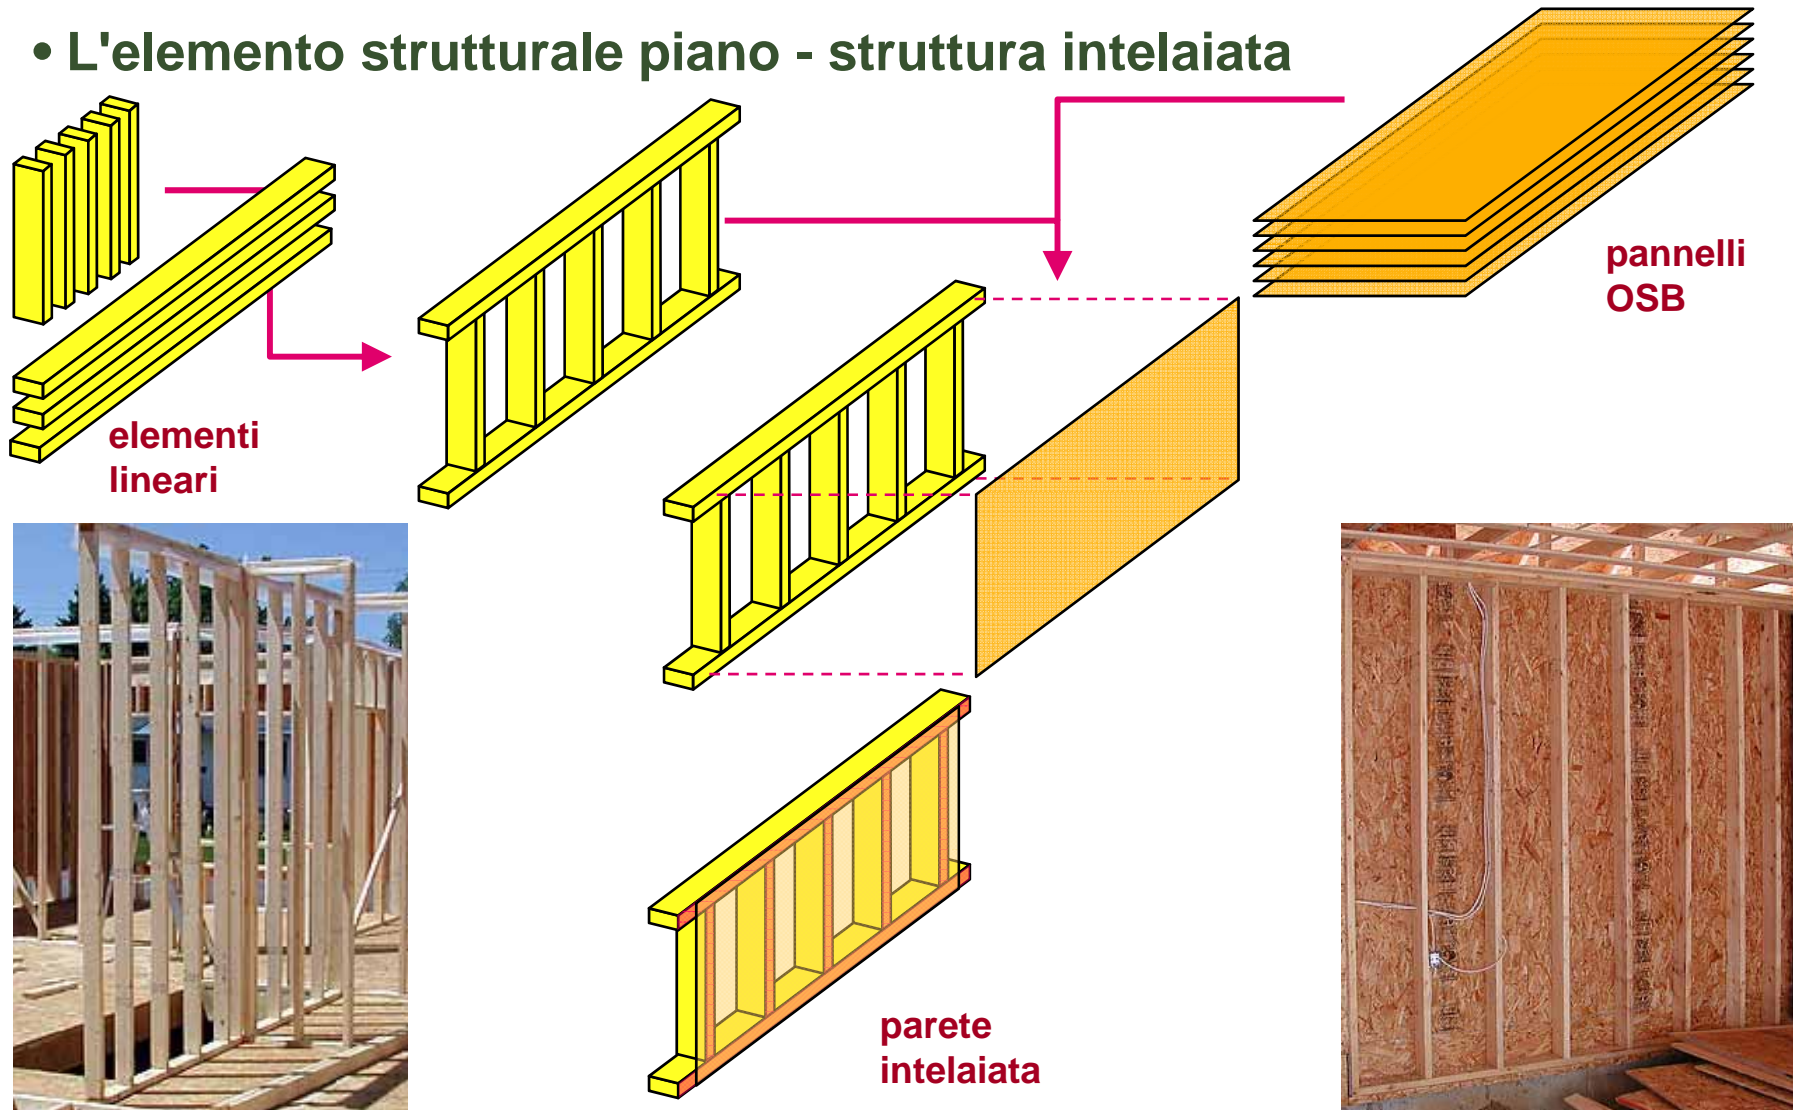 • L'elemento strutturale piano - struttura intelaiata
pannelli
OSB
elementi
lineari
parete
intelaiata